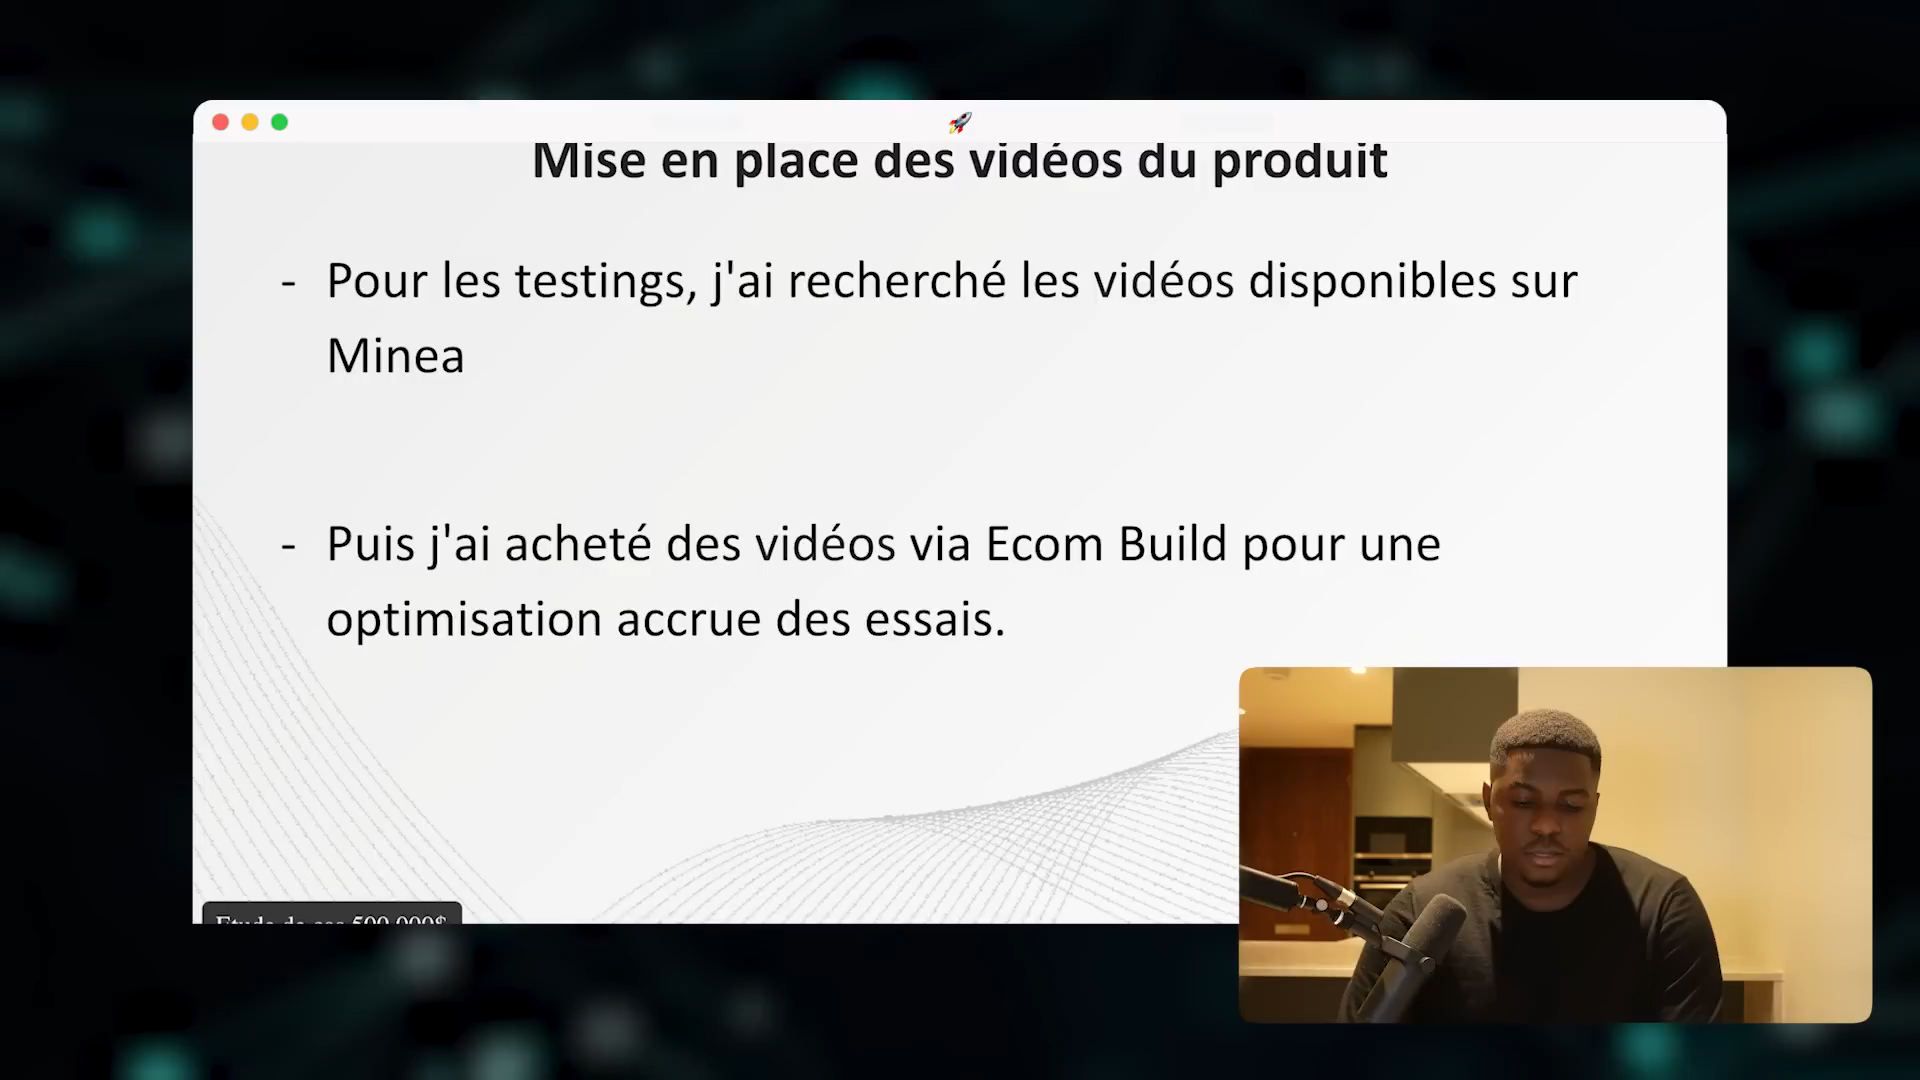 Mise en place des vidéos du produit
- Pour les testings, j'ai recherché les vidéos disponibles sur
Minea
- Puis j'ai acheté des vidéos via Ecom Build pour une
optimisation accrue des essais.
Etude de cas 500.000$